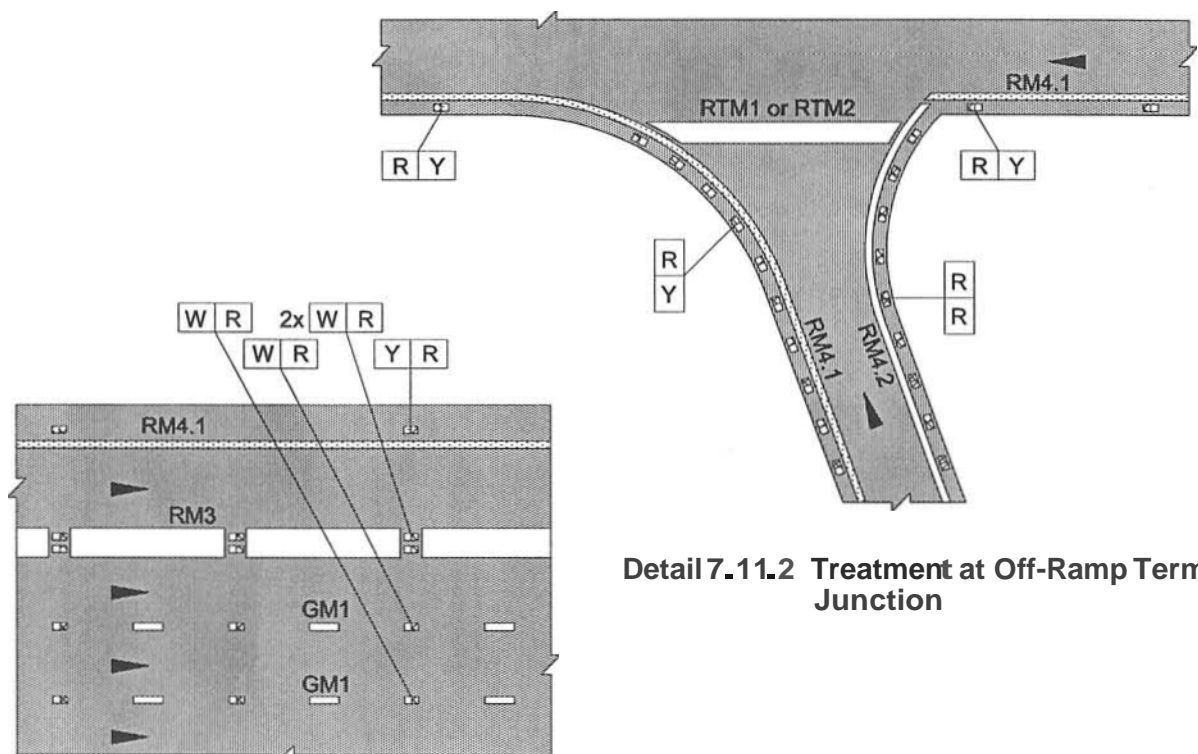 RM4.1
RTM1 or RTM2
R Y
R Y
R
Y
R
R
RM4.1
RM4.2
W R
2x W R
W R
Y R
RM4.1
RM3
GM1
GM1
Detail 7.11.2 Treatment at Off-Ramp Term
Junction